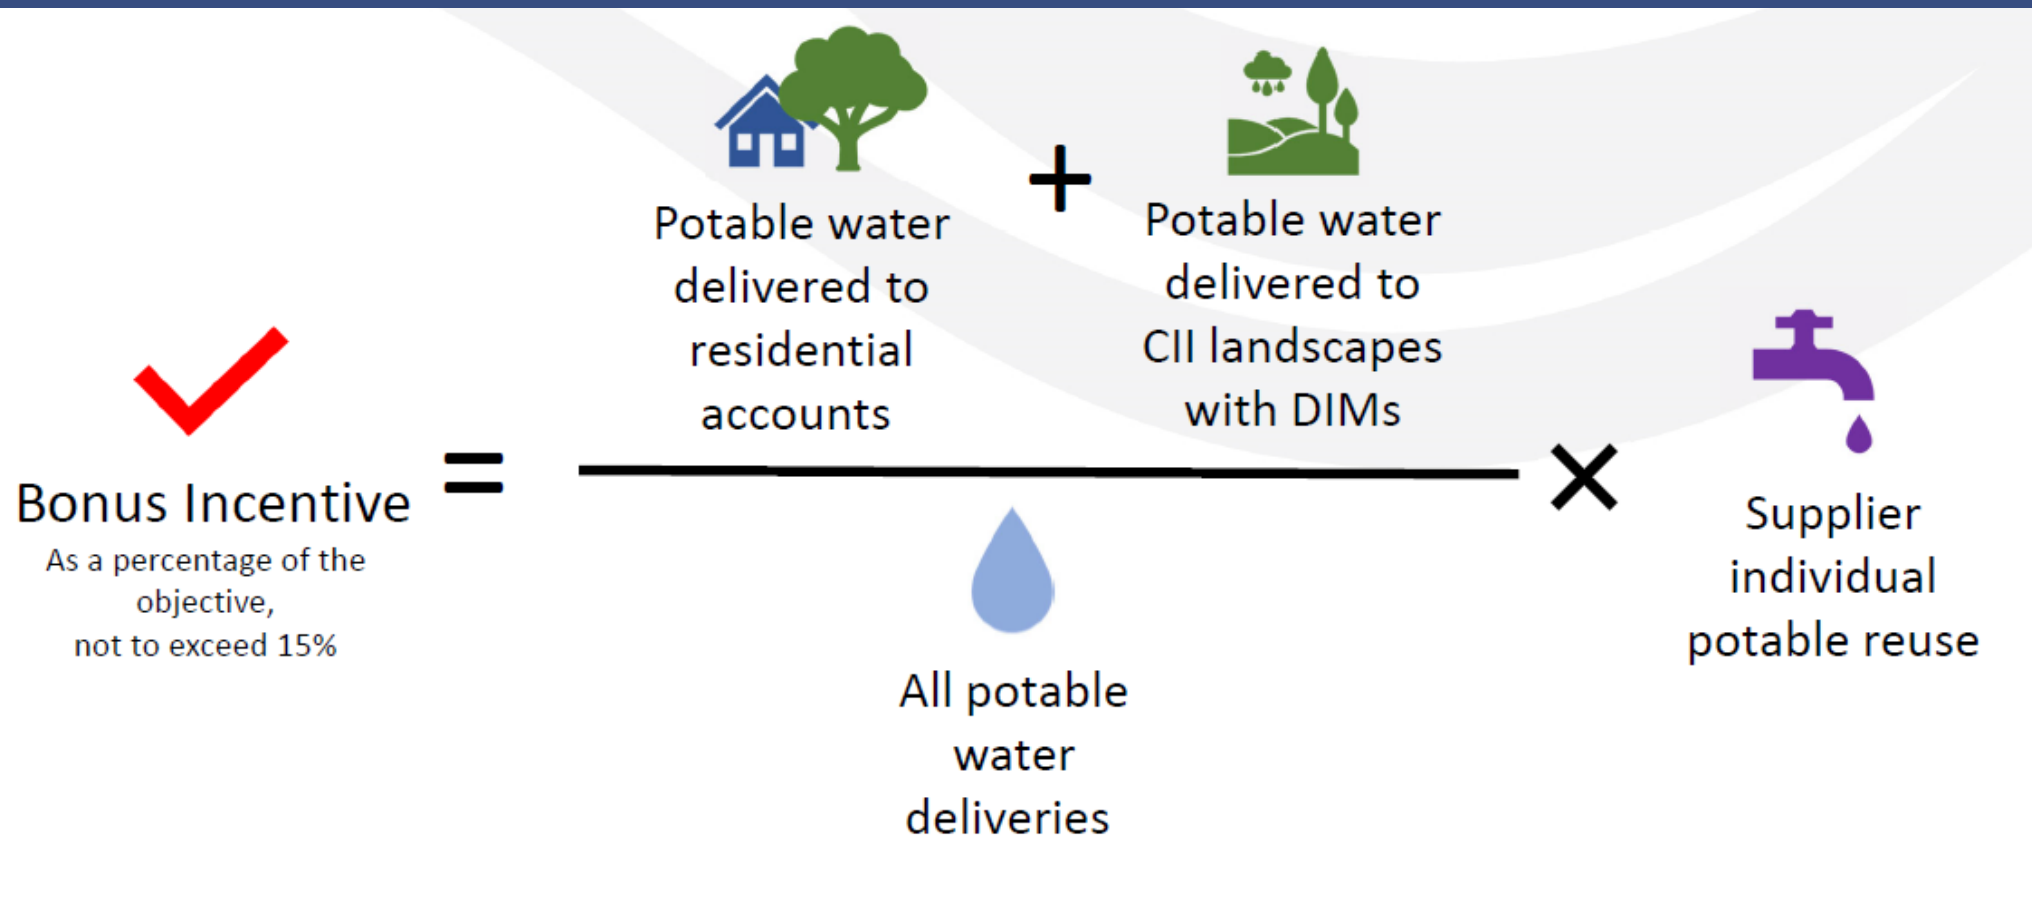 Bonus Incentive
As a percentage of the
objective,
not to exceed 15%
=
Potable water
delivered to
residential
accounts
+
Potable water
delivered to
CII landscapes
with DIMs
All potable
water
deliveries
×
Supplier
individual
potable reuse